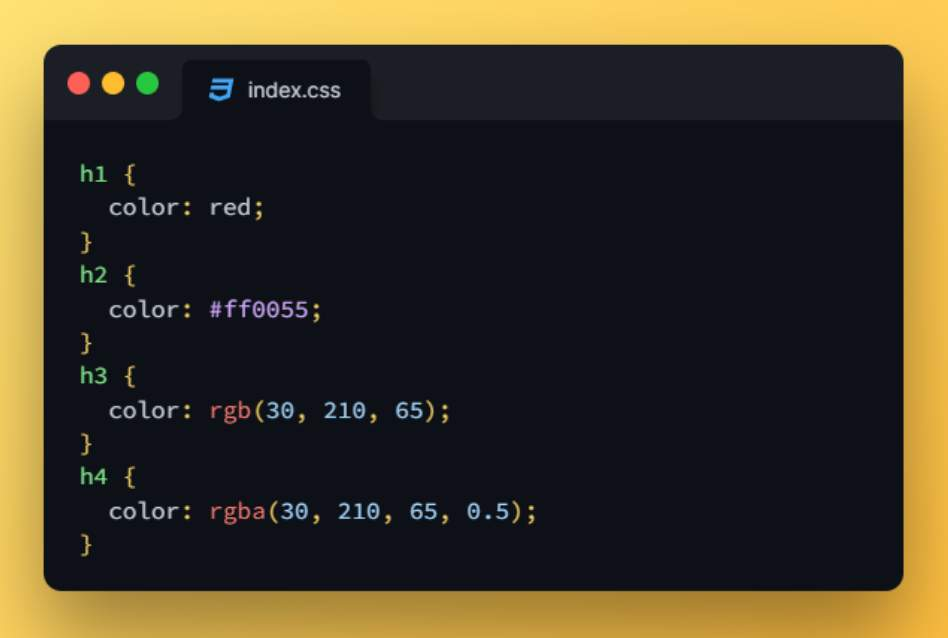 index.css
h1 {
  color: red;
}
h2 {
  color: #ff0055;
}
h3 {
  color: rgb(30, 210, 65);
}
h4 {
  color: rgba(30, 210, 65, 0.5);
}